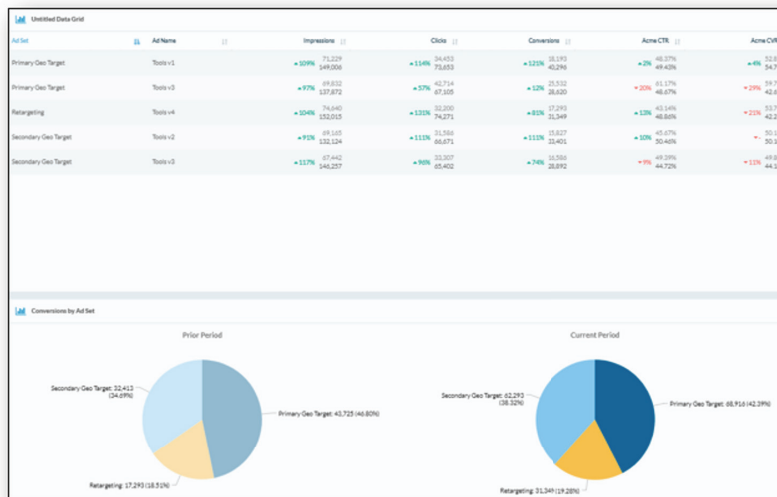 Untitled Data Grid
Ad Set Ad Name Impressions Clicks Conversions Acme CTR Acme CVR
71,229 34,453 18,193 48.37%
Primary Geo Target Tools v1 109% 114% 121% 2% 4%
149,006 73,653 40,296 49.43%
69,832 42,714 25,532 61.17%
Primary Geo Target Tools v3 97% 57% 12% 20% 29%
137,872 67,105 28,620 48.67%
74,640 32,200 17,293 43.14%
Retargeting Tools v4 104% 131% 81% 13% 21%
152,015 74,271 31,349 48.86%
69,165 31,586 15,827 45.67%
Secondary Geo Target Tools v2 91% 111% 111% 10% -
132,124 66,671 33,401 50.46%
67,442 33,307 16,586 49.39%
Secondary Geo Target Tools v3 117% 96% 74% 9% 11%
146,257 65,402 28,892 44.72%
Conversions by Ad Set
Prior Period Current Period
Secondary Geo Target: 32,413
(34.69%)
Primary Geo Target: 43,725 (46.80%)
Retargeting: 17,293 (18.51%)
Secondary Geo Target: 62,293
(38.32%)
Primary Geo Target: 68,916 (42.39%)
Retargeting: 31,349 (19.28%)